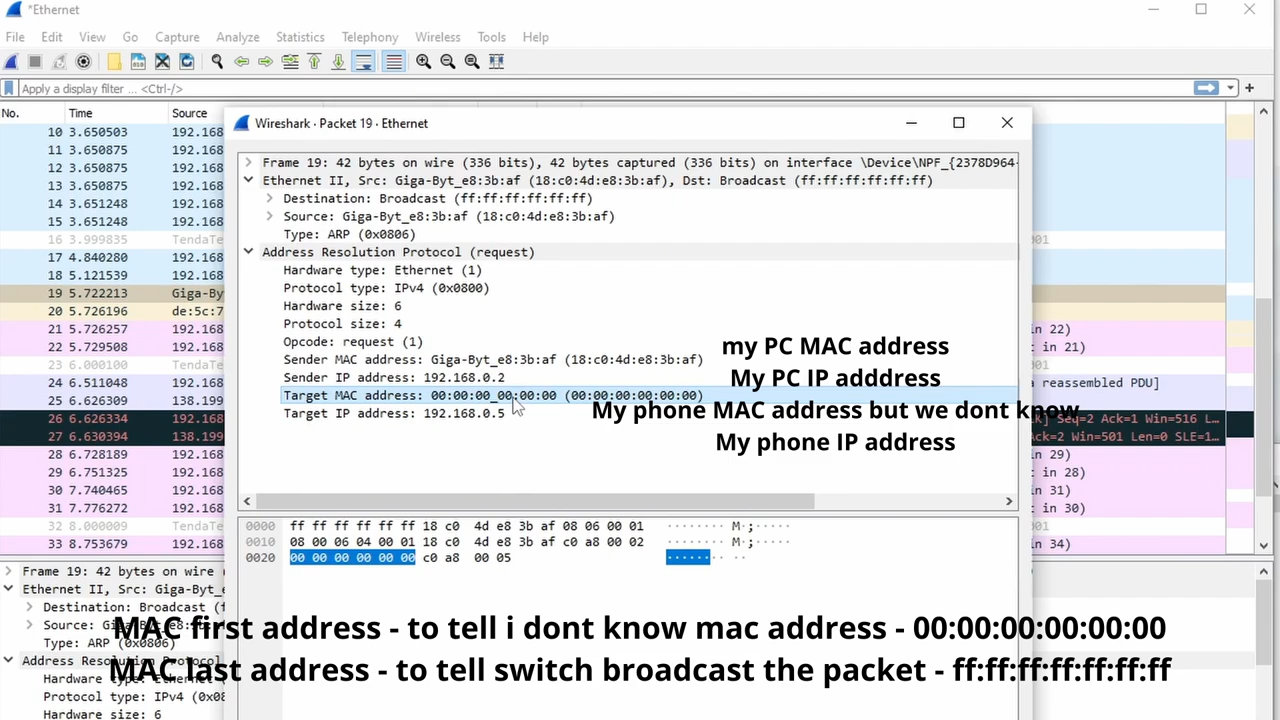 *Ethernet
File Edit View Go Capture Analyze Statistics Telephony Wireless Tools Help
Apply a display filter ... <Ctrl-/>
No. Time Source
10 3.650503 192.168
11 3.650875 192.168
12 3.650875 192.168
13 3.650875 192.168
14 3.651248 192.168
15 3.651248 192.168
16 3.999835 TendaTe 001
17 4.840280 192.168
18 5.121539 192.168
19 5.722213 Giga-By
20 5.726196 de:5c:7
21 5.726257 192.168 in 22)
22 5.729508 192.168 in 21)
23 6.000100 TendaTe 001
24 6.511048 192.168 a reassembled PDU]
25 6.626309 138.199
26 6.626334 192.168 Seq=2 Ack=1 Win=516 L…
27 6.630394 138.199 Ack=2 Win=501 Len=0 SLE=1…
28 6.728189 192.168 in 29)
29 6.751325 192.168 in 28)
30 7.740465 192.168 in 31)
31 7.776272 192.168 in 30)
32 8.000009 TendaTe 001
33 8.753679 192.168 in 34)
Wireshark · Packet 19 · Ethernet
Frame 19: 42 bytes on wire (336 bits), 42 bytes captured (336 bits) on interface \Device\NPF_{2378D964-
Ethernet II, Src: Giga-Byt_e8:3b:af (18:c0:4d:e8:3b:af), Dst: Broadcast (ff:ff:ff:ff:ff:ff)
Destination: Broadcast (ff:ff:ff:ff:ff:ff)
Source: Giga-Byt_e8:3b:af (18:c0:4d:e8:3b:af)
Type: ARP (0x0806)
Address Resolution Protocol (request)
Hardware type: Ethernet (1)
Protocol type: IPv4 (0x0800)
Hardware size: 6
Protocol size: 4
Opcode: request (1)
Sender MAC address: Giga-Byt_e8:3b:af (18:c0:4d:e8:3b:af)
Sender IP address: 192.168.0.2
Target MAC address: 00:00:00_00:00:00 (00:00:00:00:00:00)
Target IP address: 192.168.0.5
my PC MAC address
My PC IP adddress
My phone MAC address but we dont know
My phone IP address
0000 ff ff ff ff ff ff 18 c0 4d e8 3b af 08 06 00 01 ········ M·;·····
0010 08 00 06 04 00 01 18 c0 4d e8 3b af c0 a8 00 02 ········ M·;·····
0020 00 00 00 00 00 00 c0 a8 00 05 ········ ··
Frame 19: 42 bytes on wire
Ethernet II, Src: Giga-Byt
Destination: Broadcast (f
Type: ARP (0x0806)
Address Resolution Protocol
Protocol type: IPv4 (0x08
Hardware size: 6
MAC first address - to tell i dont know mac address - 00:00:00:00:00:00
MAC last address - to tell switch broadcast the packet - ff:ff:ff:ff:ff:ff:ff